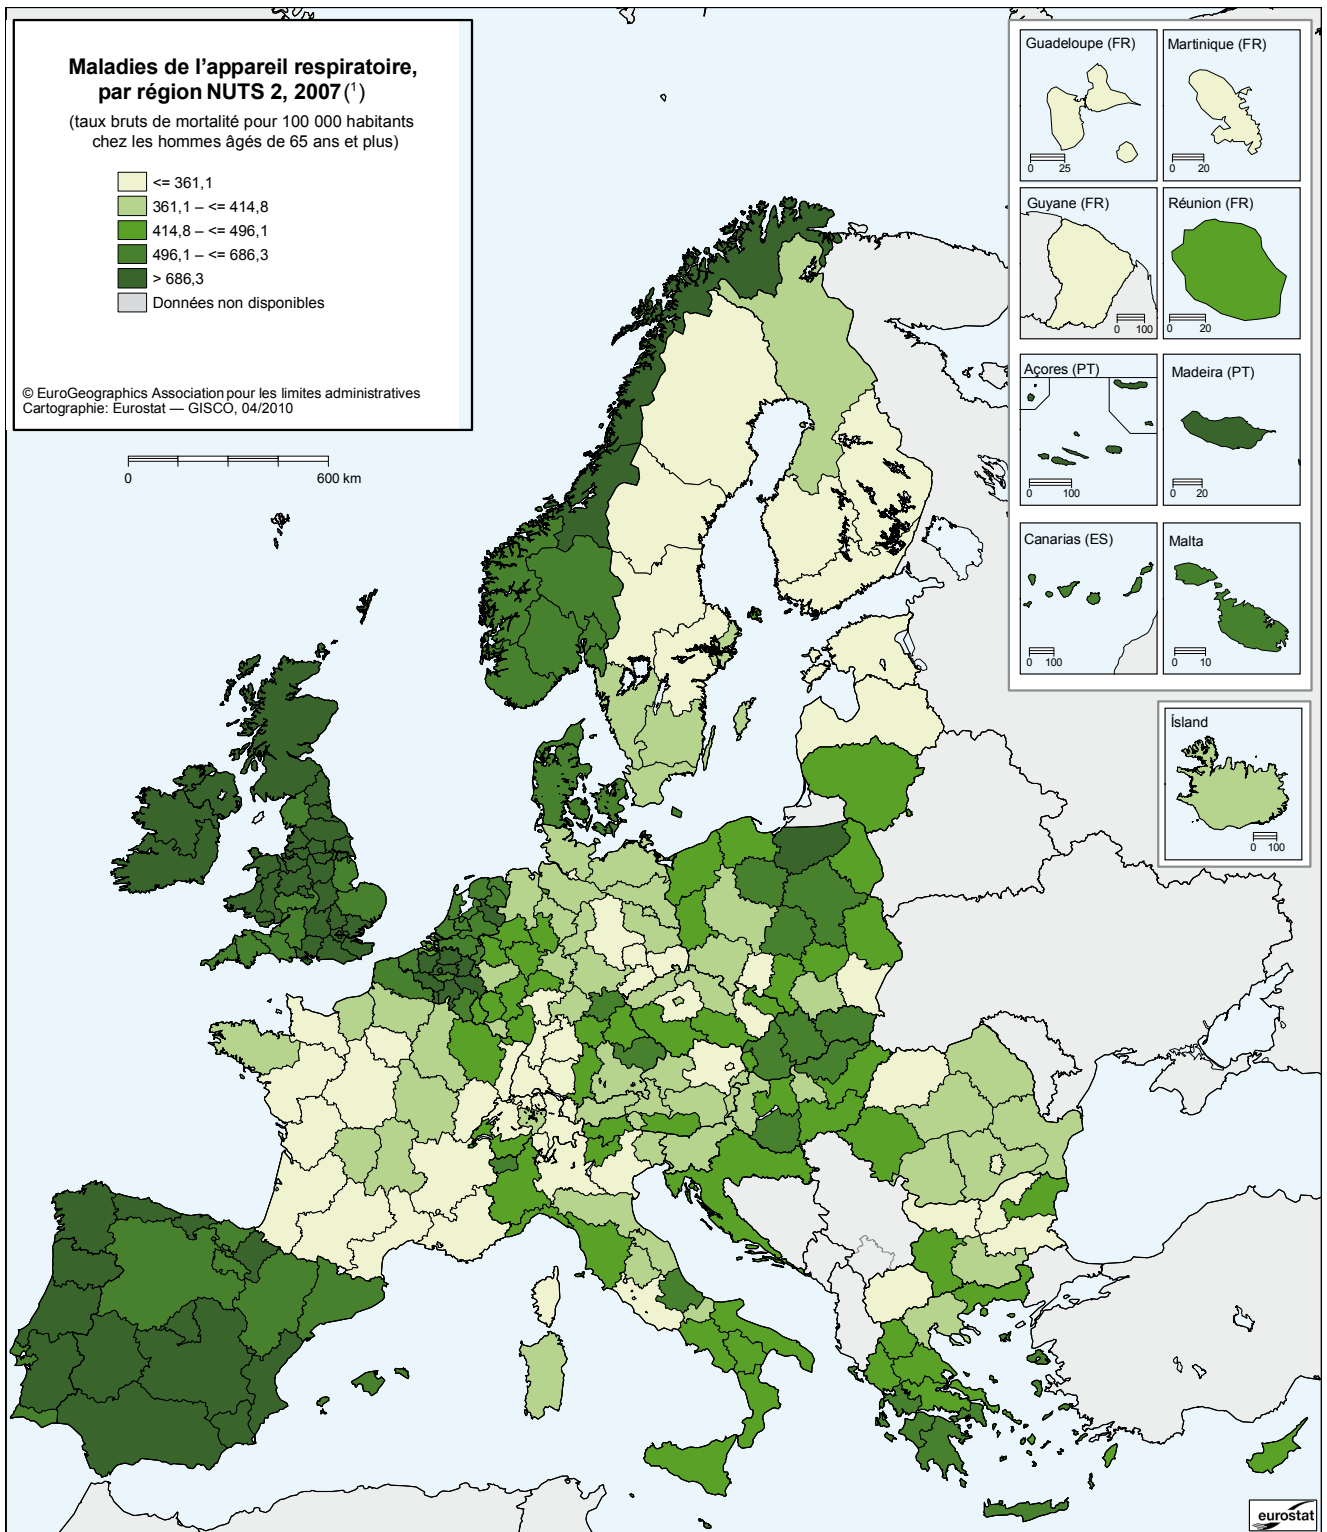 Maladies de l'appareil respiratoire,
par région NUTS 2, 2007(¹)
(taux bruts de mortalité pour 100 000 habitants
chez les hommes âgés de 65 ans et plus)
<= 361,1
361,1 – <= 414,8
414,8 – <= 496,1
496,1 – <= 686,3
> 686,3
Données non disponibles
© EuroGeographics Association pour les limites administratives
Cartographie: Eurostat — GISCO, 04/2010
0 600 km
Guadeloupe (FR)
0 25
Martinique (FR)
0 20
Guyane (FR)
0 100
Réunion (FR)
0 20
Açores (PT)
0 100
Madeira (PT)
0 20
Canarias (ES)
0 100
Malta
0 10
Ísland
0 100
eurostat